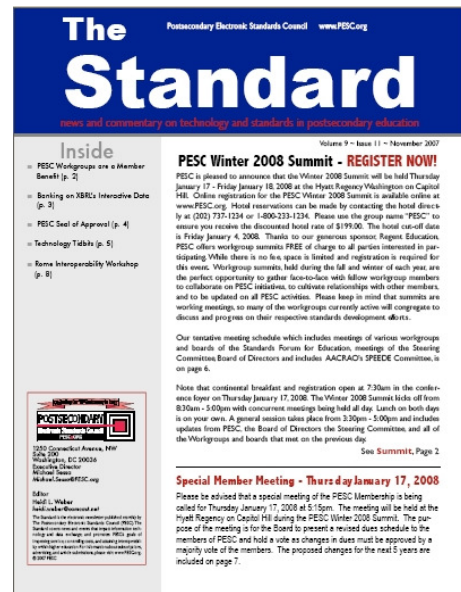 The
Postsecondary Electronic Standards Council www.PESC.org
Standard
news and commentary on technology and standards in postsecondary education
Volume 9 ~ Issue 11 ~ November 2007
Inside
PESC Workgroups are a Member
Benefit (p. 2)
Banking on XBRL's Interactive Data
(p. 3)
PESC Seal of Approval (p. 4)
Technology Tidbits (p. 5)
Rome Interoperability Workshop
(p. 8)
PESC Winter 2008 Summit - REGISTER NOW!
PESC is pleased to announce that the Winter 2008 Summit will be held Thursday
January 17 - Friday January 18, 2008 at the Hyatt Regency Washington on Capitol
Hill. Online registration for the PESC Winter 2008 Summit is available online at
www.PESC.org. Hotel reservations can be made by contacting the hotel direct-
ly at (202) 737-1234 or 1-800-233-1234. Please use the group name "PESC" to
ensure you receive the discounted hotel rate of $199.00. The hotel cut-off date
is Friday January 4, 2008. Thanks to our generous sponsor, Regent Education,
PESC offers workgroup summits FREE of charge to all parties interested in par-
ticipating. While there is no fee, space is limited and registration is required for
this event. Workgroup summits, held during the fall and winter of each year, are
the perfect opportunity to gather face-to-face with fellow workgroup members
to collaborate on PESC initiatives, to cultivate relationships with other members,
and to be updated on all PESC activities. Please keep in mind that summits are
working meetings, so many of the workgroups currently active will congregate to
discuss and progress on their respective standards development efforts.
Our tentative meeting schedule which includes meetings of various workgroups
and boards of the Standards Forum for Education, meetings of the Steering
Committee, Board of Directors and includes AACRAO's SPEEDE Committee, is
on page 6.
Note that continental breakfast and registration open at 7:30am in the confer-
ence foyer on Thursday January 17, 2008. The Winter 2008 Summit kicks off from
8:30am - 5:00pm with concurrent meetings being held all day. Lunch on both days
is on your own. A general session takes place from 3:30pm - 5:00pm and includes
updates from PESC, the Board of Directors the Steering Committee, and all of
the Workgroups and boards that met on the previous day.
See Summit, Page 2
Special Member Meeting - Thursday January 17, 2008
Please be advised that a special meeting of the PESC Membership is being
called for Thursday January 17, 2008 at 5:15pm. The meeting will be held at the
Hyatt Regency on Capitol Hill during the PESC Winter 2008 Summit. The pur-
pose of the meeting is for the Board to present a revised dues schedule to the
members of PESC and hold a vote as changes in dues must be approved by a
majority vote of the members. The proposed changes for the next 5 years are
included on page 7.
POSTSECONDARY
PESC.ORG
1250 Connecticut Avenue, NW
Suite 200
Washington, DC 20036
Executive Director
Michael Sessa
Michael.Sessa@PESC.org
Editor
Heidi L. Weber
heidi.weber@comcast.net
The Standard is the electronic newsletter published monthly by
The Postsecondary Electronic Standards Council (PESC). The
© 2007 PESC